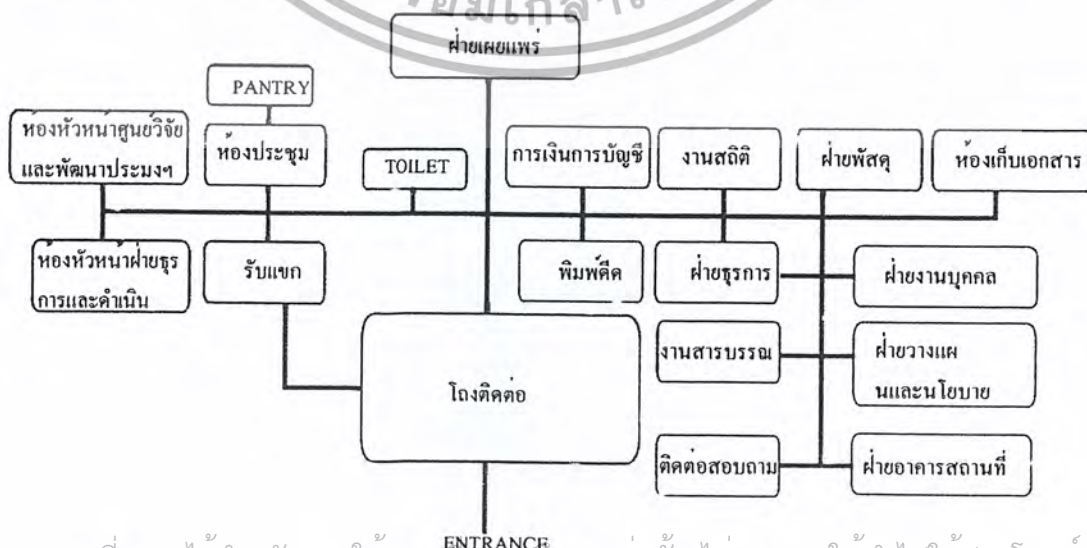 ฝ่ายเผยแพร่
PANTRY
ห้องหัวหน้าศูนย์วิจัย
และพัฒนาประมงฯ
ห้องประชุม
TOILET
การเงินการบัญชี
งานสถิติ
ฝ่ายพัสดุ
ห้องเก็บเอกสาร
ห้องหัวหน้าฝ่ายธุร
การและดำเนิน
รับแขก
พิมพ์ดีด
ฝ่ายธุรการ
ฝ่ายงานบุคคล
โถงติดต่อ
งานสารบรรณ
ฝ่ายวางแผ
นและนโยบาย
ติดต่อสอบถาม
ฝ่ายอาคารสถานที่
ENTRANCE